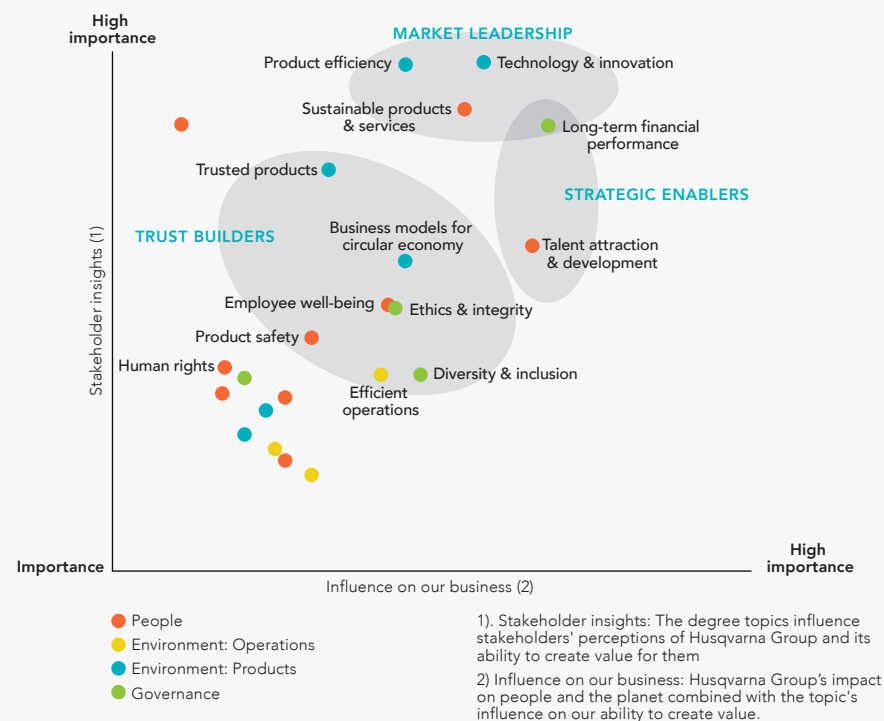 High
importance
MARKET LEADERSHIP
Product efficiency
Technology & innovation
Sustainable products
& services
Long-term financial
performance
Trusted products
STRATEGIC ENABLERS
TRUST BUILDERS
Business models for
circular economy
Talent attraction
& development
Stakeholder insights (1)
Employee well-being
Ethics & integrity
Product safety
Human rights
Efficient
operations
Diversity & inclusion
Importance
High
importance
Influence on our business (2)
People
Environment: Operations
Environment: Products
Governance
1). Stakeholder insights: The degree topics influence
stakeholders' perceptions of Husqvarna Group and its
ability to create value for them
2) Influence on our business: Husqvarna Group's impact
on people and the planet combined with the topic's
influence on our ability to create value.